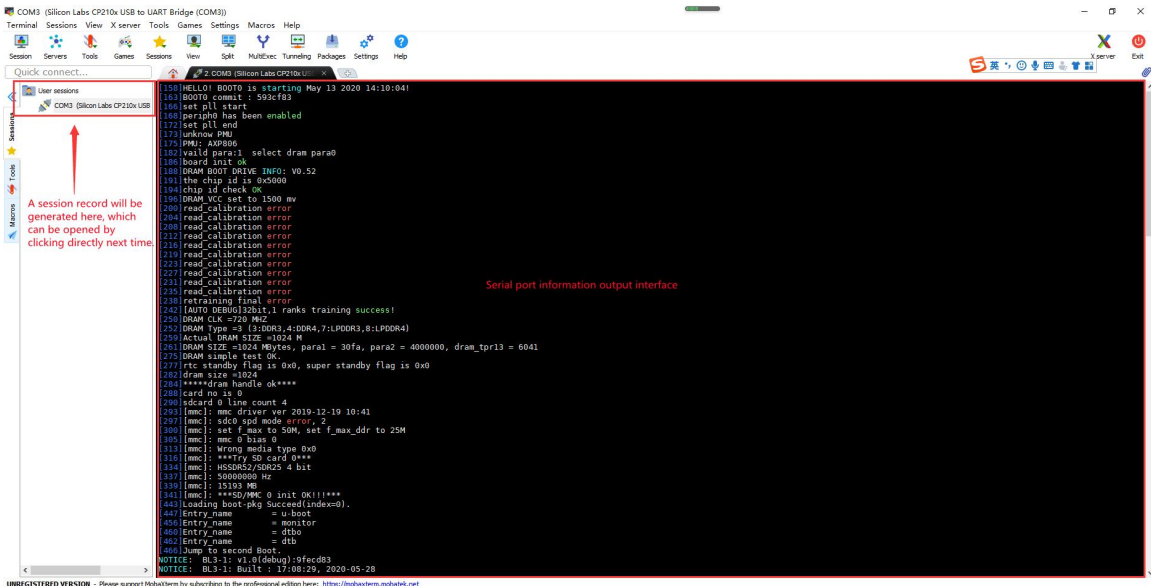 COM3 (Silicon Labs CP210x USB to UART Bridge (COM3))
Terminal Sessions View X server Tools Games Settings Macros Help
Session Servers Tools Games Sessions View Split MultiExec Tunneling Packages Settings Help X server Exit
英
Quick connect...
2. COM3 (Silicon Labs CP210x US
User sessions
COM3 (Silicon Labs CP210x USB
Sessions
Tools
Macros
A session record will be
generated here, which
can be opened by
clicking directly next time.
[158]HELLO! BOOT0 is starting May 13 2020 14:10:04!
[163]BOOT0 commit : 593cf83
[166]set pll start
[168]periph0 has been enabled
[172]set pll end
[173]unknow PMU
[175]PMU: AXP806
[182]vaild para:1 select dram para0
[186]board init ok
[188]DRAM BOOT DRIVE INFO: V0.52
[191]the chip id is 0x5000
[194]chip id check OK
[196]DRAM_VCC set to 1500 mv
[200]read_calibration error
[204]read_calibration error
[208]read_calibration error
[212]read_calibration error
[216]read_calibration error
[219]read_calibration error
[223]read_calibration error
[227]read_calibration error
[231]read_calibration error
[235]read_calibration error
[238]retraining final error
[242][AUTO DEBUG]32bit,1 ranks training success!
[250]DRAM CLK =720 MHZ
[252]DRAM Type =3 (3:DDR3,4:DDR4,7:LPDDR3,8:LPDDR4)
[259]Actual DRAM SIZE =1024 M
[261]DRAM SIZE =1024 MBytes, para1 = 30fa, para2 = 4000000, dram_tpr13 = 6041
[275]DRAM simple test OK.
[277]rtc standby flag is 0x0, super standby flag is 0x0
[282]dram size =1024
[284]*****dram handle ok****
[288]card no is 0
[290]sdcard 0 line count 4
[293][mmc]: mmc driver ver 2019-12-19 10:41
[297][mmc]: sdc0 spd mode error, 2
[300][mmc]: set f_max to 50M, set f_max_ddr to 25M
[305][mmc]: mmc 0 bias 0
[313][mmc]: Wrong media type 0x0
[316][mmc]: ***Try SD card 0***
[334][mmc]: HSSDR52/SDR25 4 bit
[337][mmc]: 50000000 Hz
[339][mmc]: 15193 MB
[341][mmc]: ***SD/MMC 0 init OK!!!***
[443]Loading boot-pkg Succeed(index=0).
[447]Entry_name = u-boot
[456]Entry_name = monitor
[460]Entry_name = dtbo
[462]Entry_name = dtb
[466]Jump to second Boot.
NOTICE: BL3-1: v1.0(debug):9fecd83
NOTICE: BL3-1: Built : 17:08:29, 2020-05-28
Serial port information output interface
UNREGISTERED VERSION - Please support MobaXterm by subscribing to the professional edition here: https://mobaxterm.mobatek.net